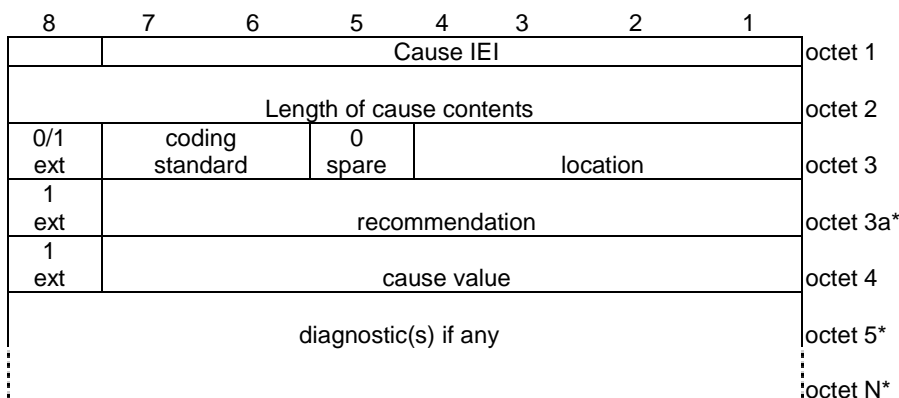 8 7 6 5 4 3 2 1
Cause IEI octet 1
Length of cause contents octet 2
0/1 coding 0
ext standard spare location octet 3
1
ext recommendation octet 3a*
1
ext cause value octet 4
diagnostic(s) if any octet 5*
octet N*